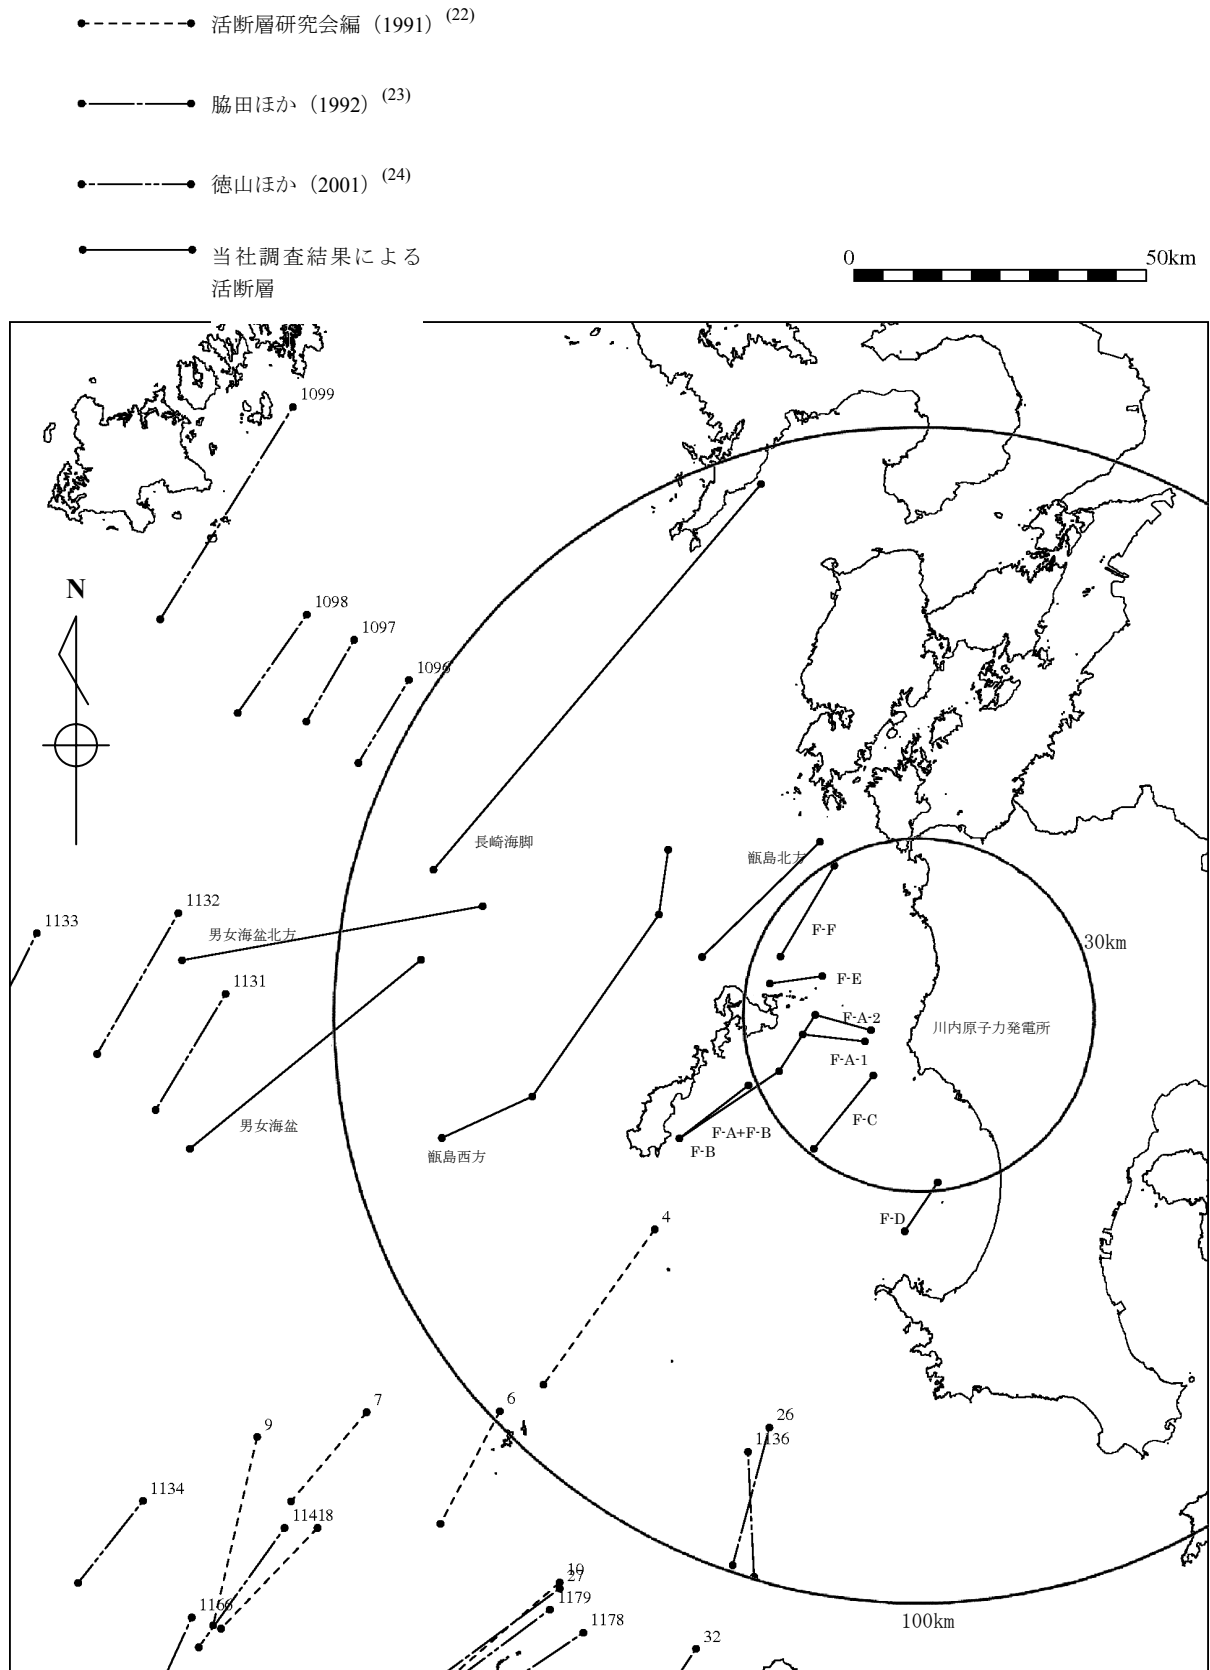 活断層研究会編（1991）(22)
脇田ほか（1992）(23)
徳山ほか（2001）(24)
当社調査結果による
活断層
0 50km
1099
N
1098
1097
1096
長崎海脚
甑島北方
1132
1133
男女海盆北方
F-F
30km
F-E
1131
F-A-2
川内原子力発電所
F-A-1
F-C
男女海盆
F-A+F-B
F-B
甑島西方
F-D
4
6
7
9
26
1136
1134
11418
10
27
1179
1166
1178
100km
32